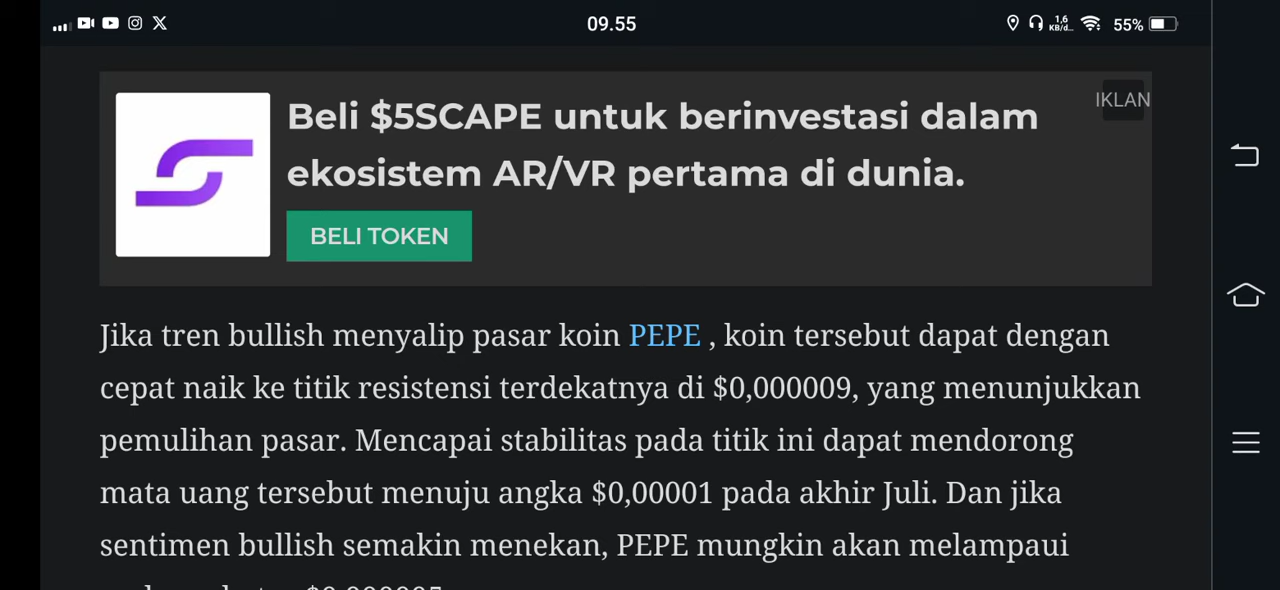 09.55
1,6
KB/d...
55%
IKLAN
Beli $5SCAPE untuk berinvestasi dalam
ekosistem AR/VR pertama di dunia.
BELI TOKEN
Jika tren bullish menyalip pasar koin PEPE , koin tersebut dapat dengan
cepat naik ke titik resistensi terdekatnya di $0,000009, yang menunjukkan
pemulihan pasar. Mencapai stabilitas pada titik ini dapat mendorong
mata uang tersebut menuju angka $0,00001 pada akhir Juli. Dan jika
sentimen bullish semakin menekan, PEPE mungkin akan melampaui